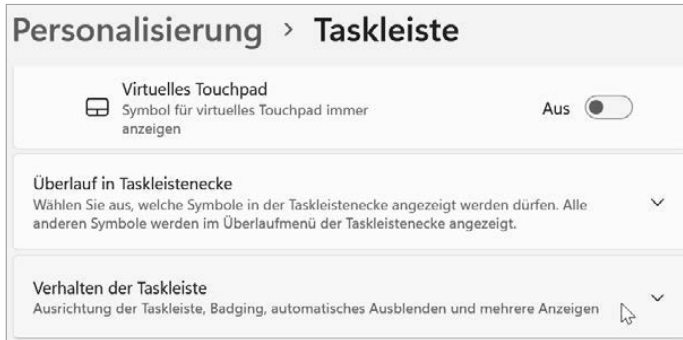 Personalisierung > Taskleiste
Virtuelles Touchpad
Symbol für virtuelles Touchpad immer
anzeigen
Aus
Überlauf in Taskleistenecke
Wählen Sie aus, welche Symbole in der Taskleistenecke angezeigt werden dürfen. Alle
anderen Symbole werden im Überlaufmenü der Taskleistenecke angezeigt.
Verhalten der Taskleiste
Ausrichtung der Taskleiste, Badging, automatisches Ausblenden und mehrere Anzeigen